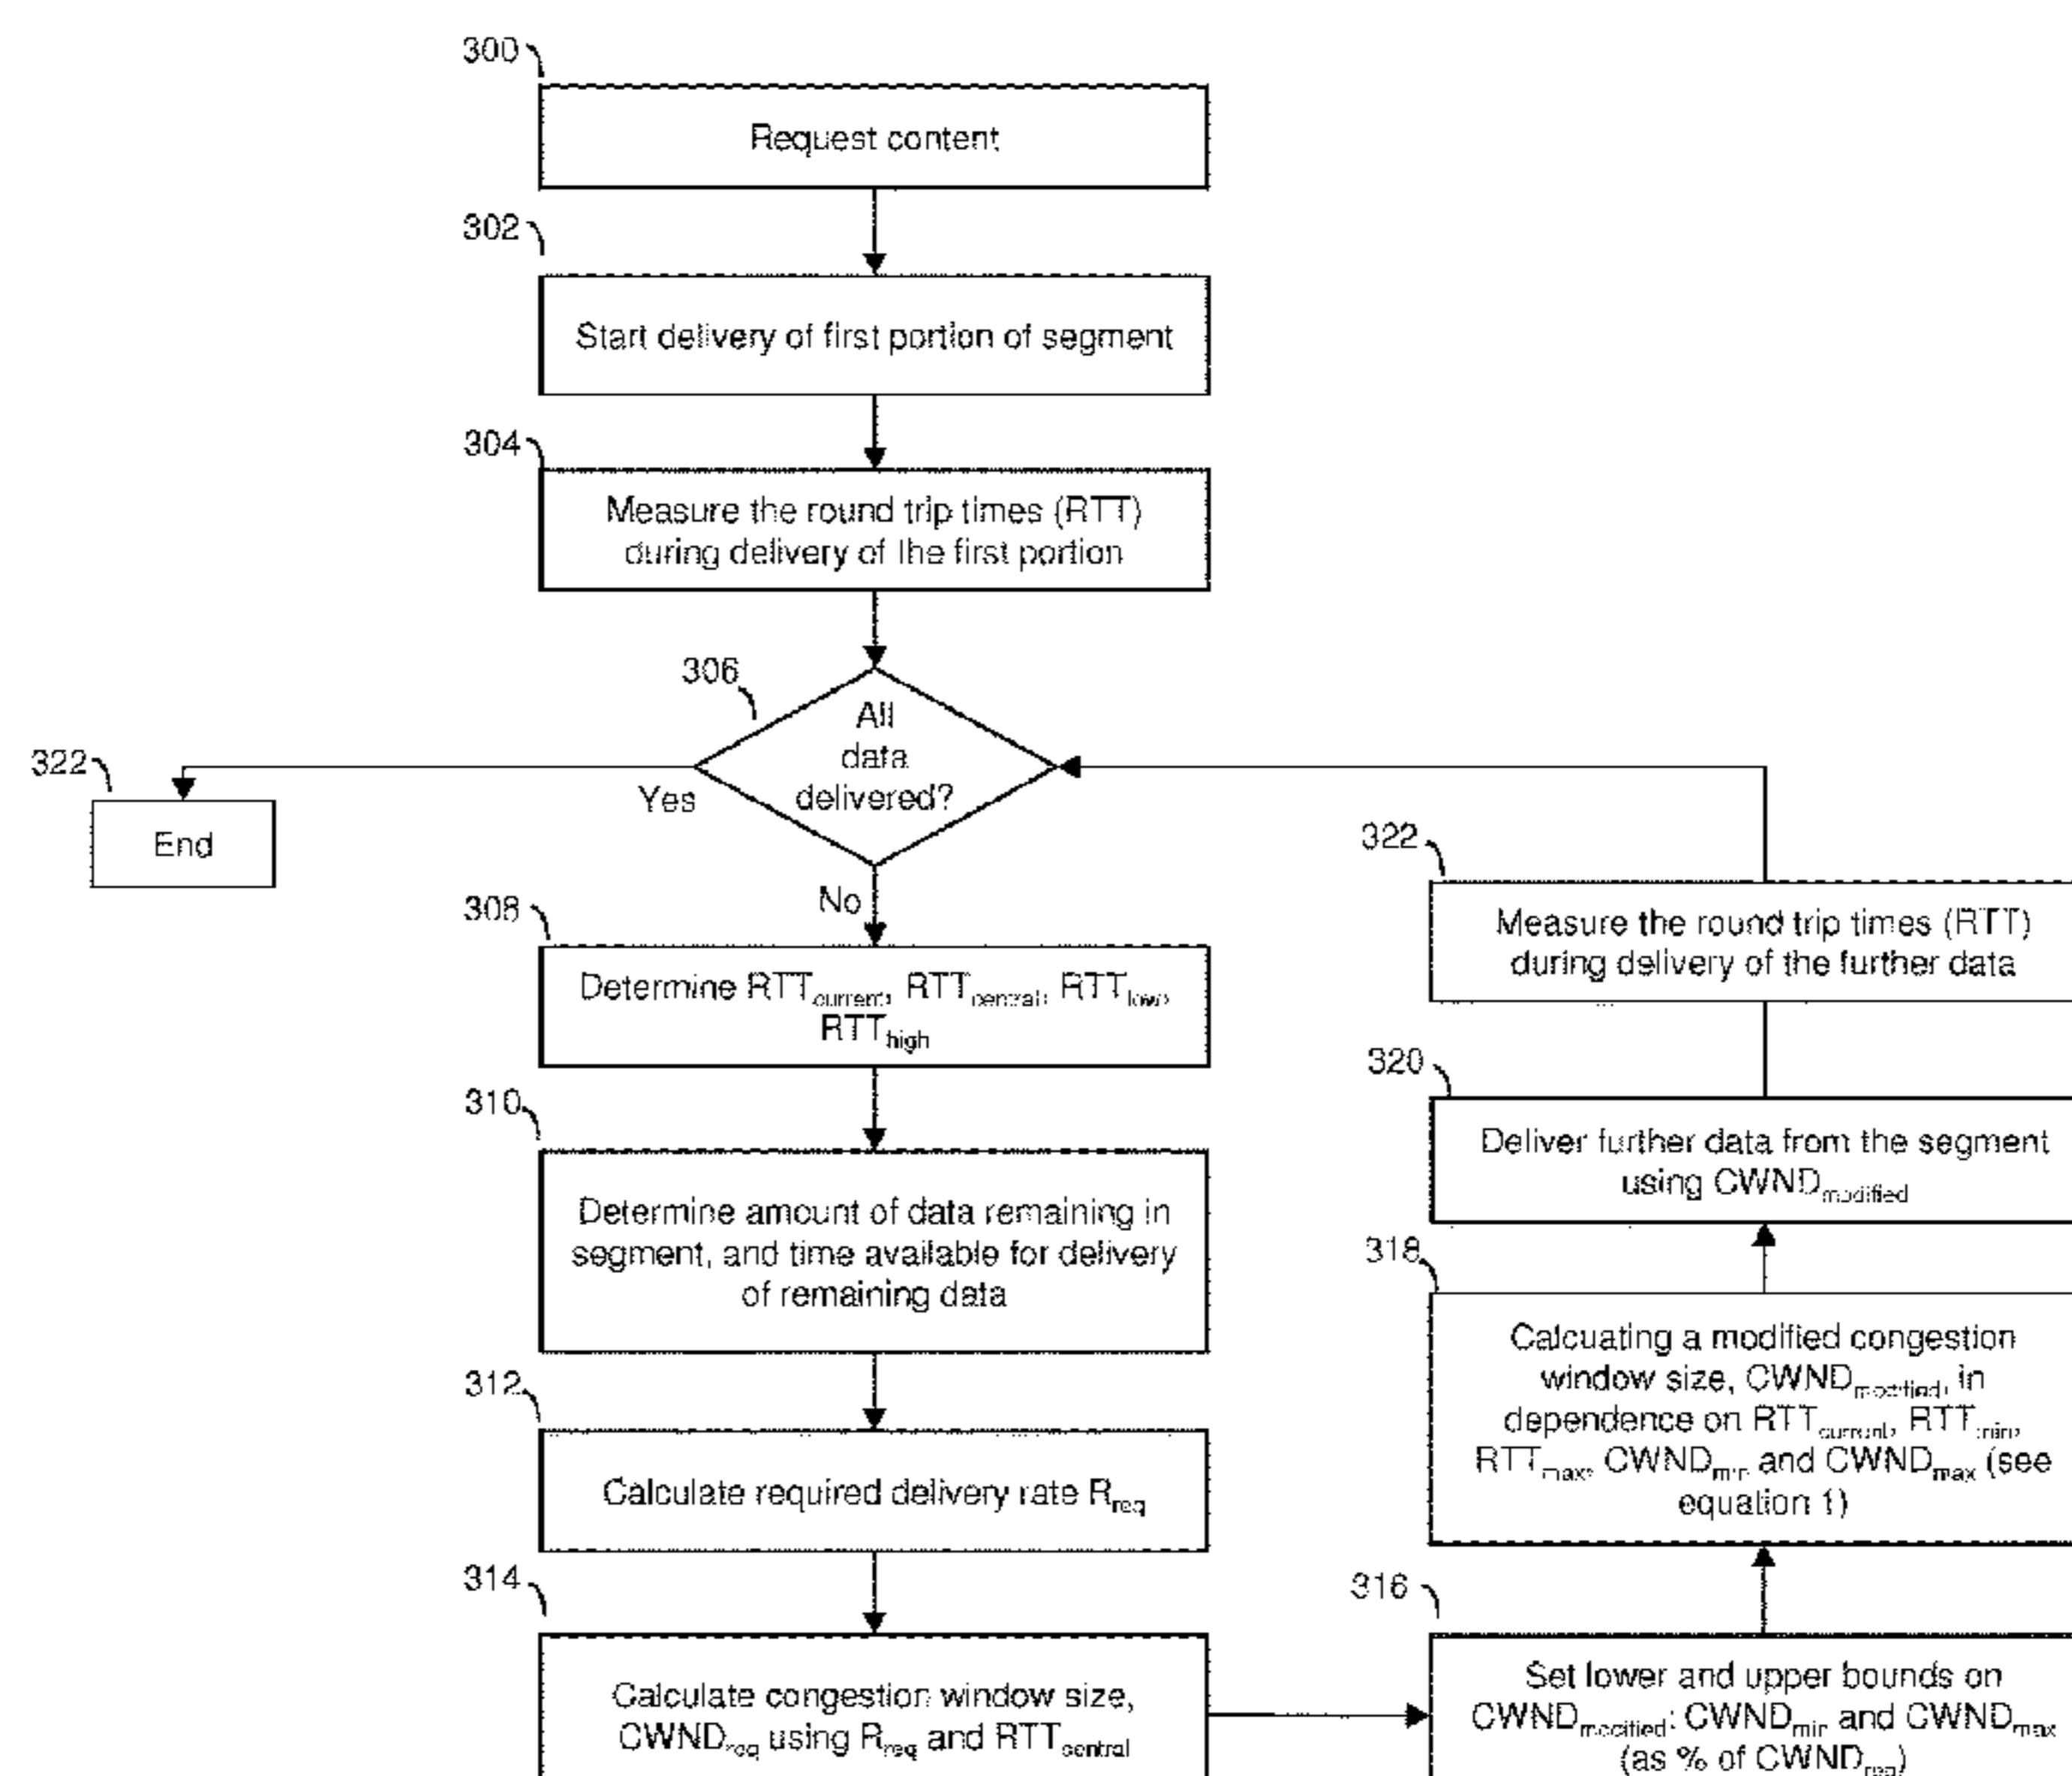 300
Request content
302
Start delivery of first portion of segment
304
Measure the round trip times (RTT)
during delivery of the first portion
306
All
data
delivered?
Yes
322
End
No
308
Determine RTTcurrent, RTTcentral, RTTlow,
RTThigh
310
Determine amount of data remaining in
segment, and time available for delivery
of remaining data
312
Calculate required delivery rate Rreq
314
Calculate congestion window size,
CWNDreq using Rreq and RTTcentral
316
Set lower and upper bounds on
CWNDmodified: CWNDmin and CWNDmax
(as % of CWNDreq)
318
Calcuating a modified congestion
window size, CWNDmodified, in
dependence on RTTcurrent, RTTmin,
RTTmax, CWNDmin and CWNDmax (see
equation 1)
320
Deliver further data from the segment
using CWNDmodified
322
Measure the round trip times (RTT)
during delivery of the further data